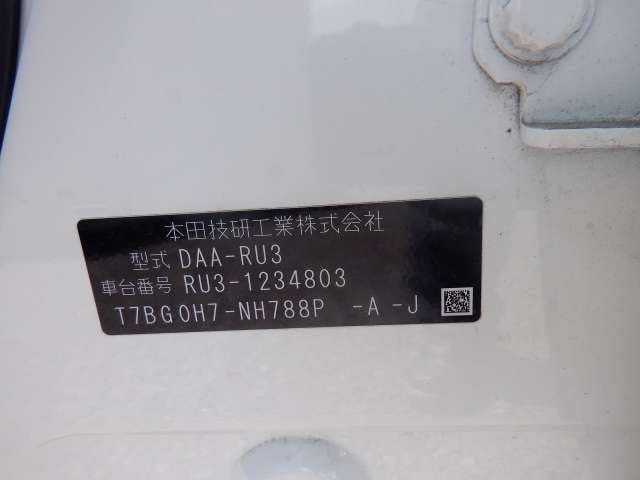 本田技研工業株式会社
型式 DAA-RU3
車台番号 RU3-1234803
T7BG0H7-NH788P -A -J